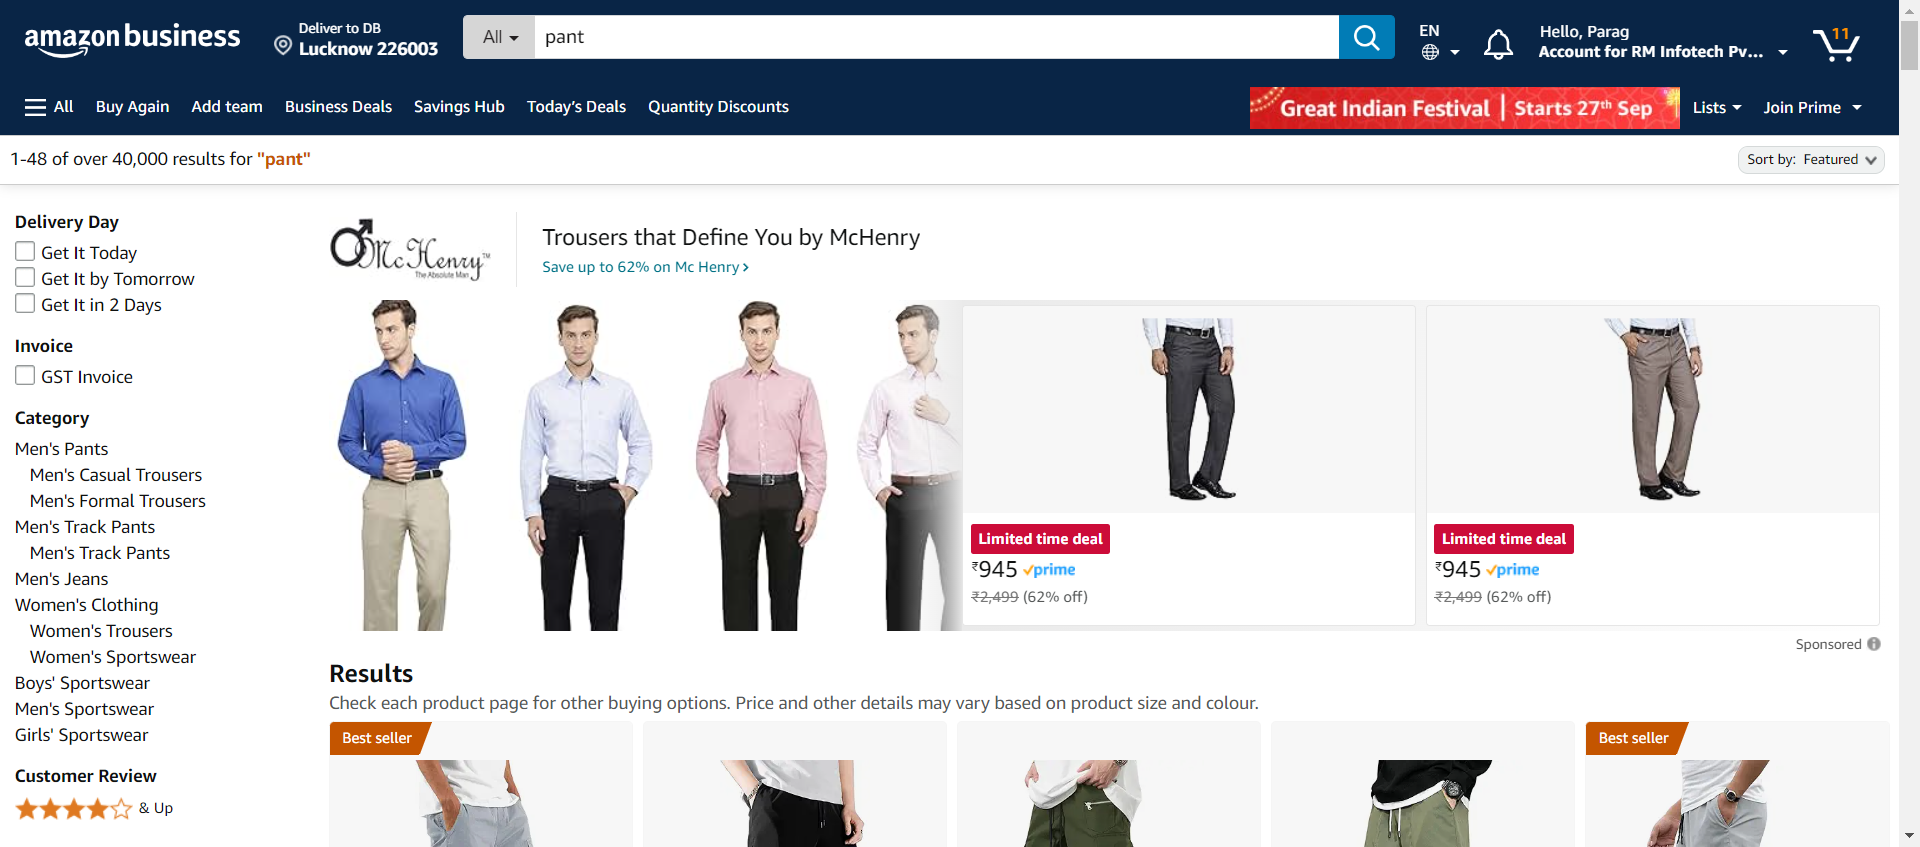 amazon business
Deliver to DB
Lucknow 226003
All
pant
EN
Hello, Parag
Account for RM Infotech Pv...
11
All
Buy Again
Add team
Business Deals
Savings Hub
Today's Deals
Quantity Discounts
Great Indian Festival | Starts 27th Sep
Lists
Join Prime
1-48 of over 40,000 results for "pant"
Sort by: Featured
Delivery Day
Get It Today
Get It by Tomorrow
Get It in 2 Days
Invoice
GST Invoice
Category
Men's Pants
Men's Casual Trousers
Men's Formal Trousers
Men's Track Pants
Men's Track Pants
Men's Jeans
Women's Clothing
Women's Trousers
Women's Sportswear
Boys' Sportswear
Men's Sportswear
Girls' Sportswear
Customer Review
& Up
Mc Henry™
The Absolute Man
Trousers that Define You by McHenry
Save up to 62% on Mc Henry
Limited time deal
₹945 prime
₹2,499 (62% off)
Limited time deal
₹945 prime
₹2,499 (62% off)
Sponsored
Results
Check each product page for other buying options. Price and other details may vary based on product size and colour.
Best seller
Best seller